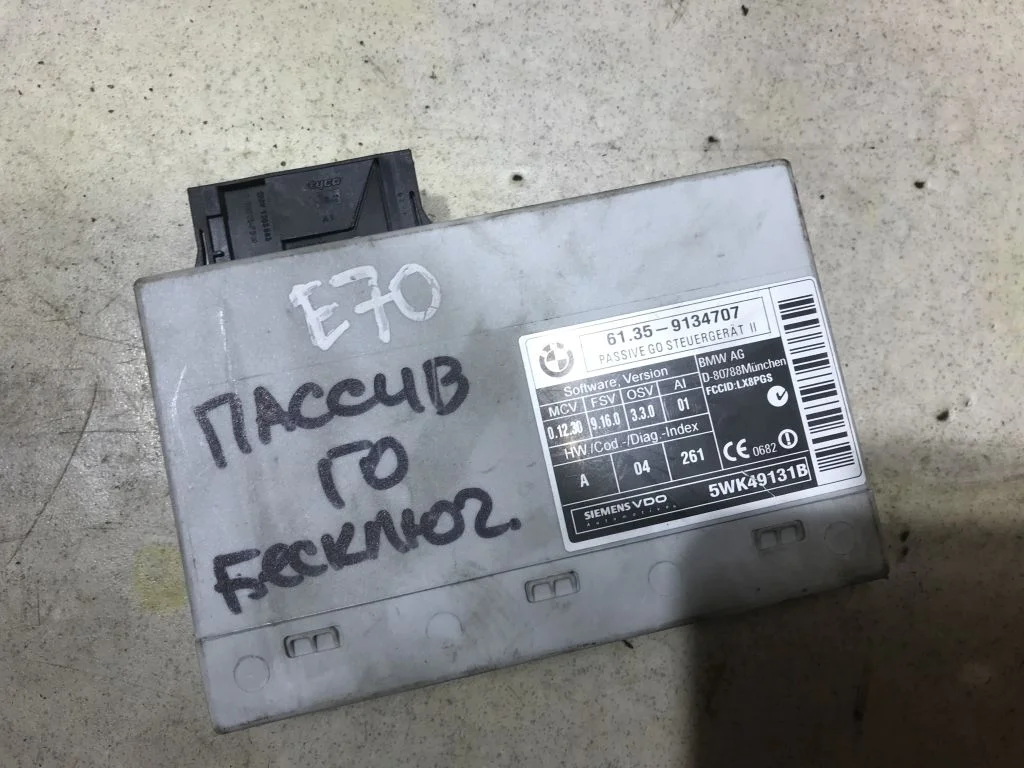 tyco
E70
ПАССИВ
ГО
БЕСКЛЮЧ.
61.35-9134707
PASSIVE GO STEUERGERÄT II
Software, Version
MCV FSV OSV AI
0.12.30 9.16.0 3.3.0 01
HW./Cod-/Diag.-Index
A 04 261
BMW AG
D-80788München
FCCID:LX8PGS
CE 0682
SIEMENS VDO
Automotive
5WK49131B